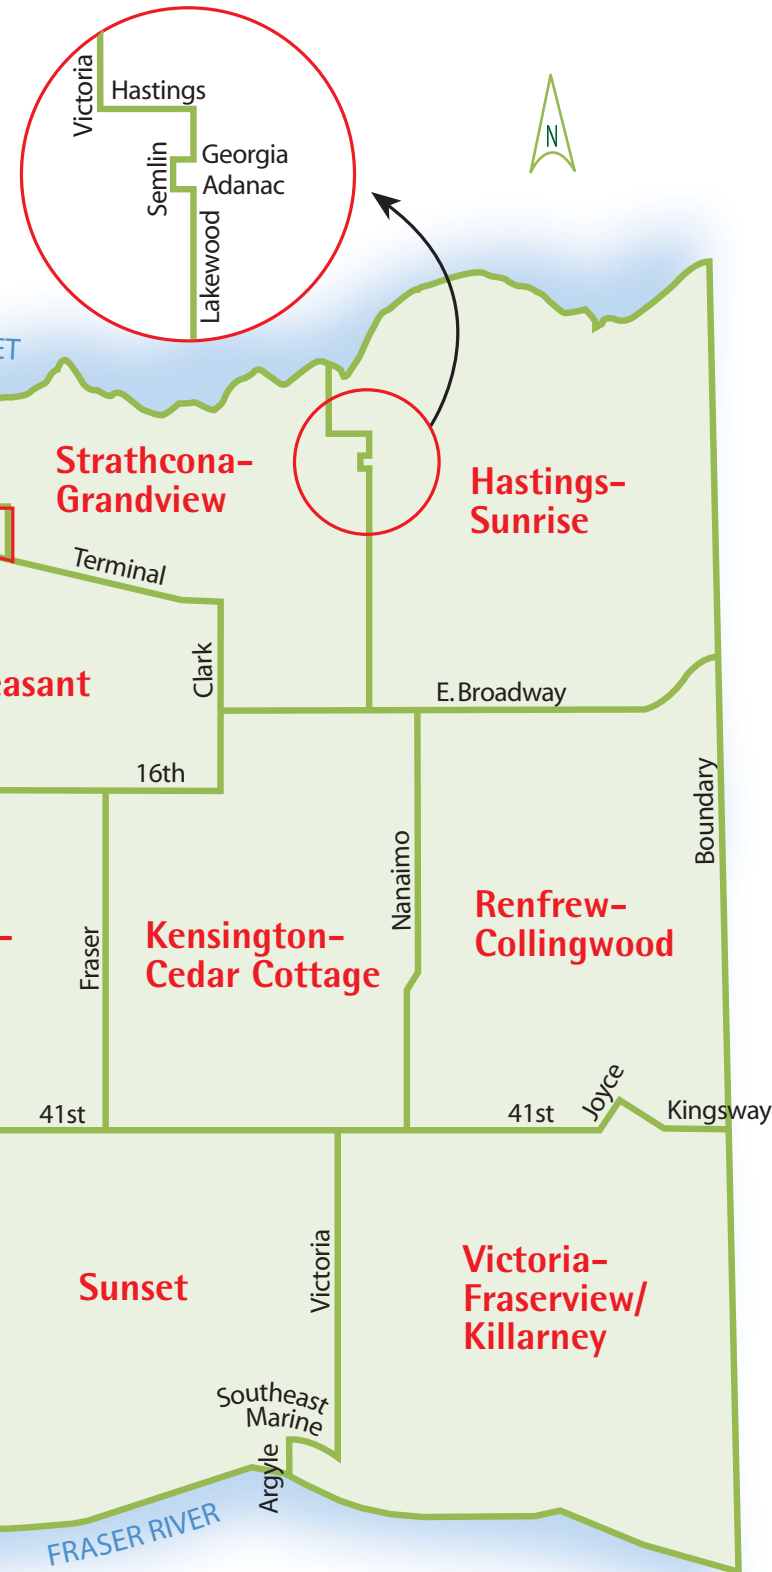 Victoria
Hastings
Semlin
Georgia
Adanac
Lakewood
N
ET
Strathcona-
Grandview
Hastings-
Sunrise
Terminal
Clark
easant
E. Broadway
16th
Boundary
Nanaimo
Renfrew-
Collingwood
-
Fraser
Kensington-
Cedar Cottage
41st
41st
Joyce
Kingsway
Victoria
Sunset
Victoria-
Fraserview/
Killarney
Southeast
Marine
Argyle
FRASER RIVER